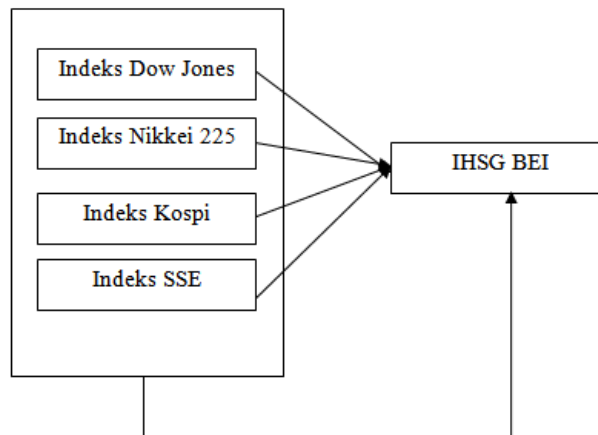 Indeks Dow Jones
Indeks Nikkei 225
IHSG BEI
Indeks Kospi
Indeks SSE